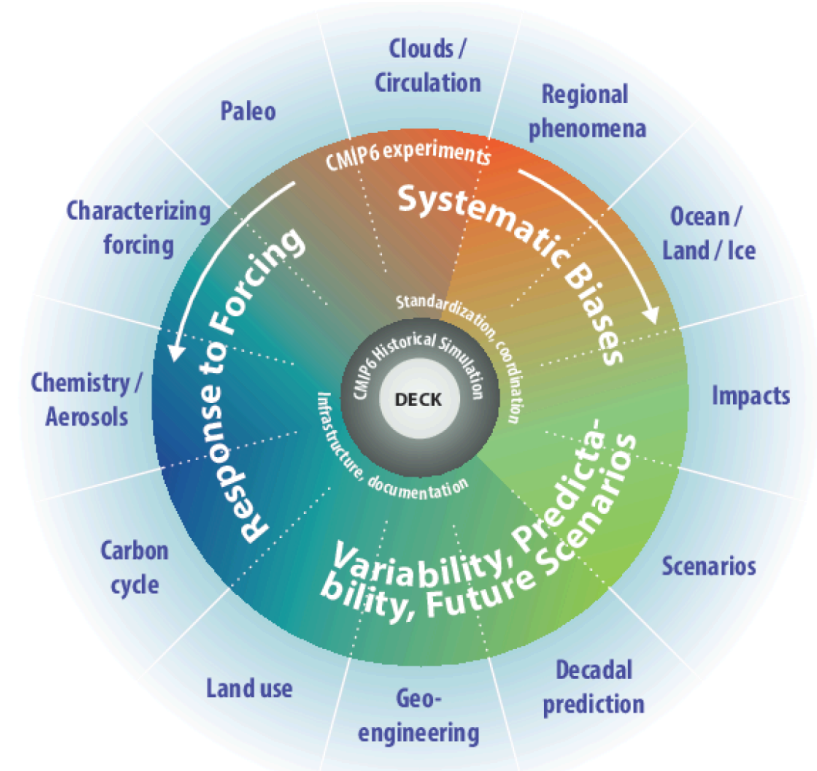 Clouds /
Circulation
Regional
phenomena
Ocean /
Land / Ice
Impacts
Scenarios
Decadal
prediction
Geo-
engineering
Land use
Carbon
cycle
Chemistry /
Aerosols
Characterizing
forcing
Paleo
CMIP6 experiments
Systematic Biases
Variability, Predicta-
bility, Future Scenarios
Response to Forcing
Standardization, coordination
Infrastructure, documentation
CMIP6 Historical Simulation
DECK